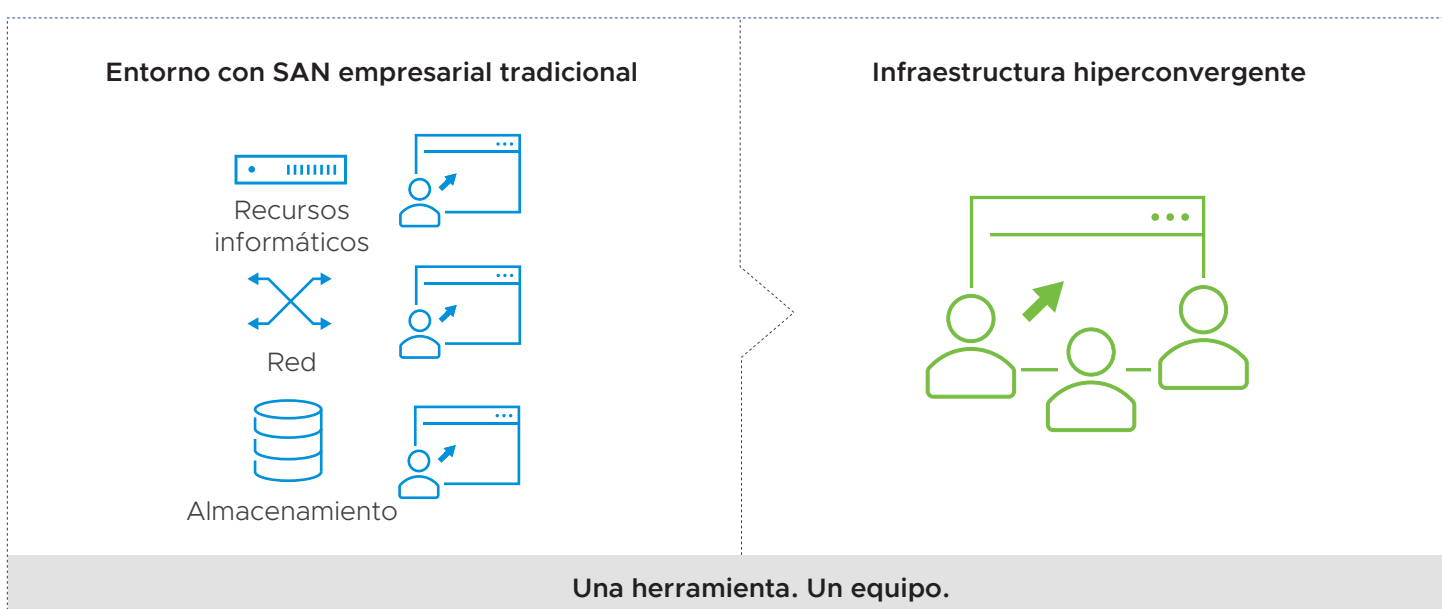 Entorno con SAN empresarial tradicional
Recursos
informáticos
Red
Almacenamiento
Infraestructura hiperconvergente
Una herramienta. Un equipo.